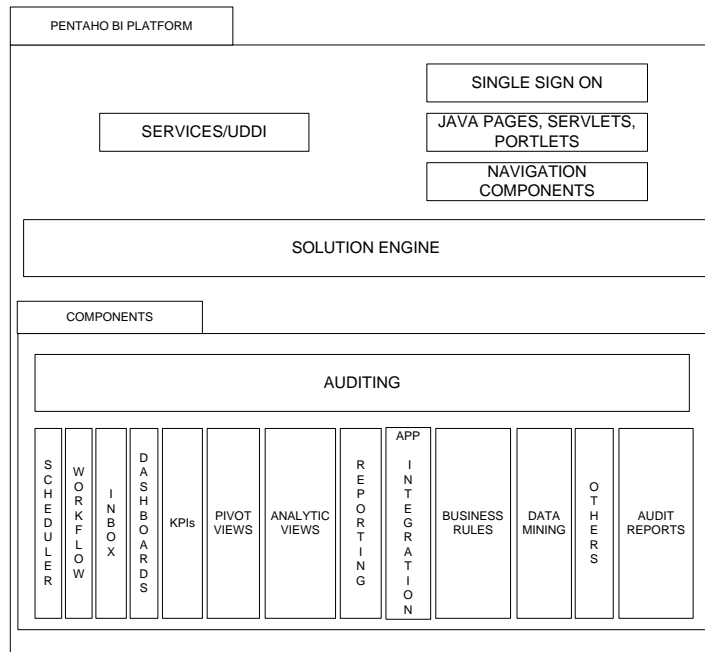 PENTAHO BI PLATFORM
SINGLE SIGN ON
SERVICES/UDDI
JAVA PAGES, SERVLETS,
PORTLETS
NAVIGATION
COMPONENTS
SOLUTION ENGINE
COMPONENTS
AUDITING
SCHEDULER
WORKFLOW
INBOX
DASHBOARDS
KPIs
PIVOT
VIEWS
ANALYTIC
VIEWS
REPORTING
APP
INTEGRATION
BUSINESS
RULES
DATA
MINING
OTHERS
AUDIT
REPORTS